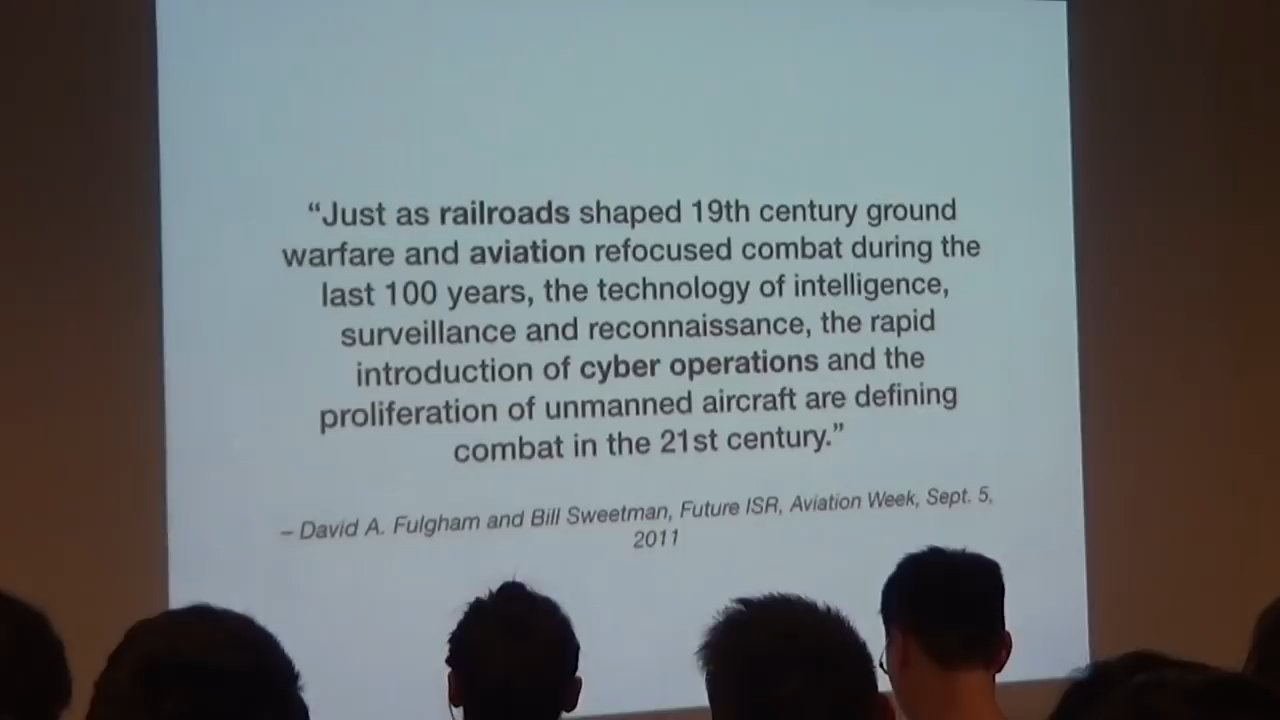 “Just as railroads shaped 19th century ground
warfare and aviation refocused combat during the
last 100 years, the technology of intelligence,
surveillance and reconnaissance, the rapid
introduction of cyber operations and the
proliferation of unmanned aircraft are defining
combat in the 21st century.”
– David A. Fulgham and Bill Sweetman, Future ISR, Aviation Week, Sept. 5,
2011